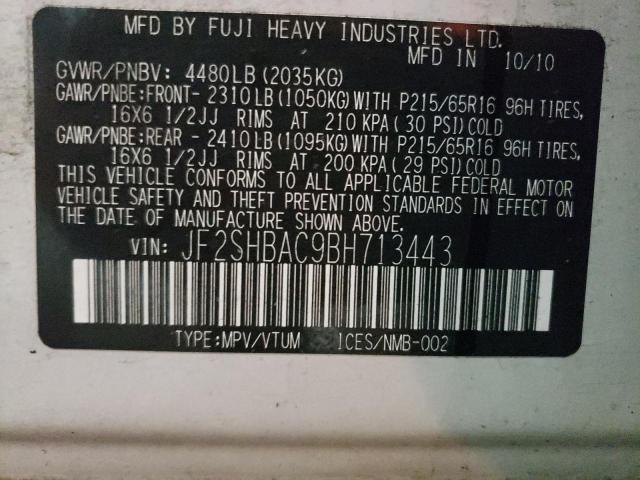 MFD BY FUJI HEAVY INDUSTRIES LTD.
MFD IN 10/10
GVWR/PNBV: 4480LB (2035KG)
GAWR/PNBE:FRONT- 2310LB (1050KG)WITH P215/65R16 96H TIRES,
16X6 1/2JJ RIMS AT 210 KPA ( 30 PSI)COLD
GAWR/PNBE:REAR - 2410LB (1095KG)WITH P215/65R16 96H TIRES,
16X6 1/2JJ RIMS AT 200 KPA ( 29 PSI)COLD
THIS VEHICLE CONFORMS TO ALL APPLICABLE FEDERAL MOTOR
VEHICLE SAFETY AND THEFT PREVENTION STANDARDS IN EFFECT ON
THE DATE OF MANUFACTURE SHOWN ABOVE.
VIN: JF2SHBAC9BH713443
TYPE:MPV/VTUM ICES/NMB-002